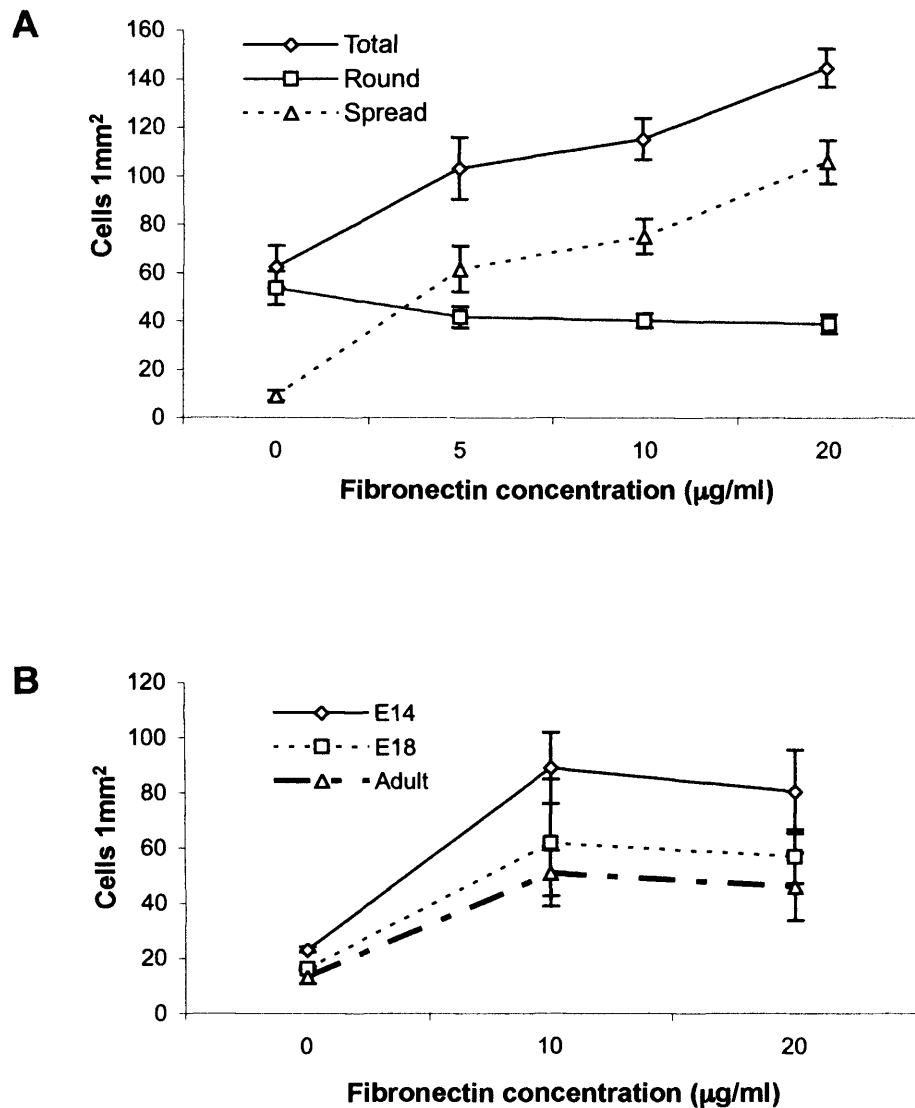 A
Total
Round
Spread
160
140
120
100
80
60
40
20
0
Cells 1mm²
0 5 10 20
Fibronectin concentration (µg/ml)
B
E14
E18
Adult
120
100
80
60
40
20
0
Cells 1mm²
0 10 20
Fibronectin concentration (µg/ml)